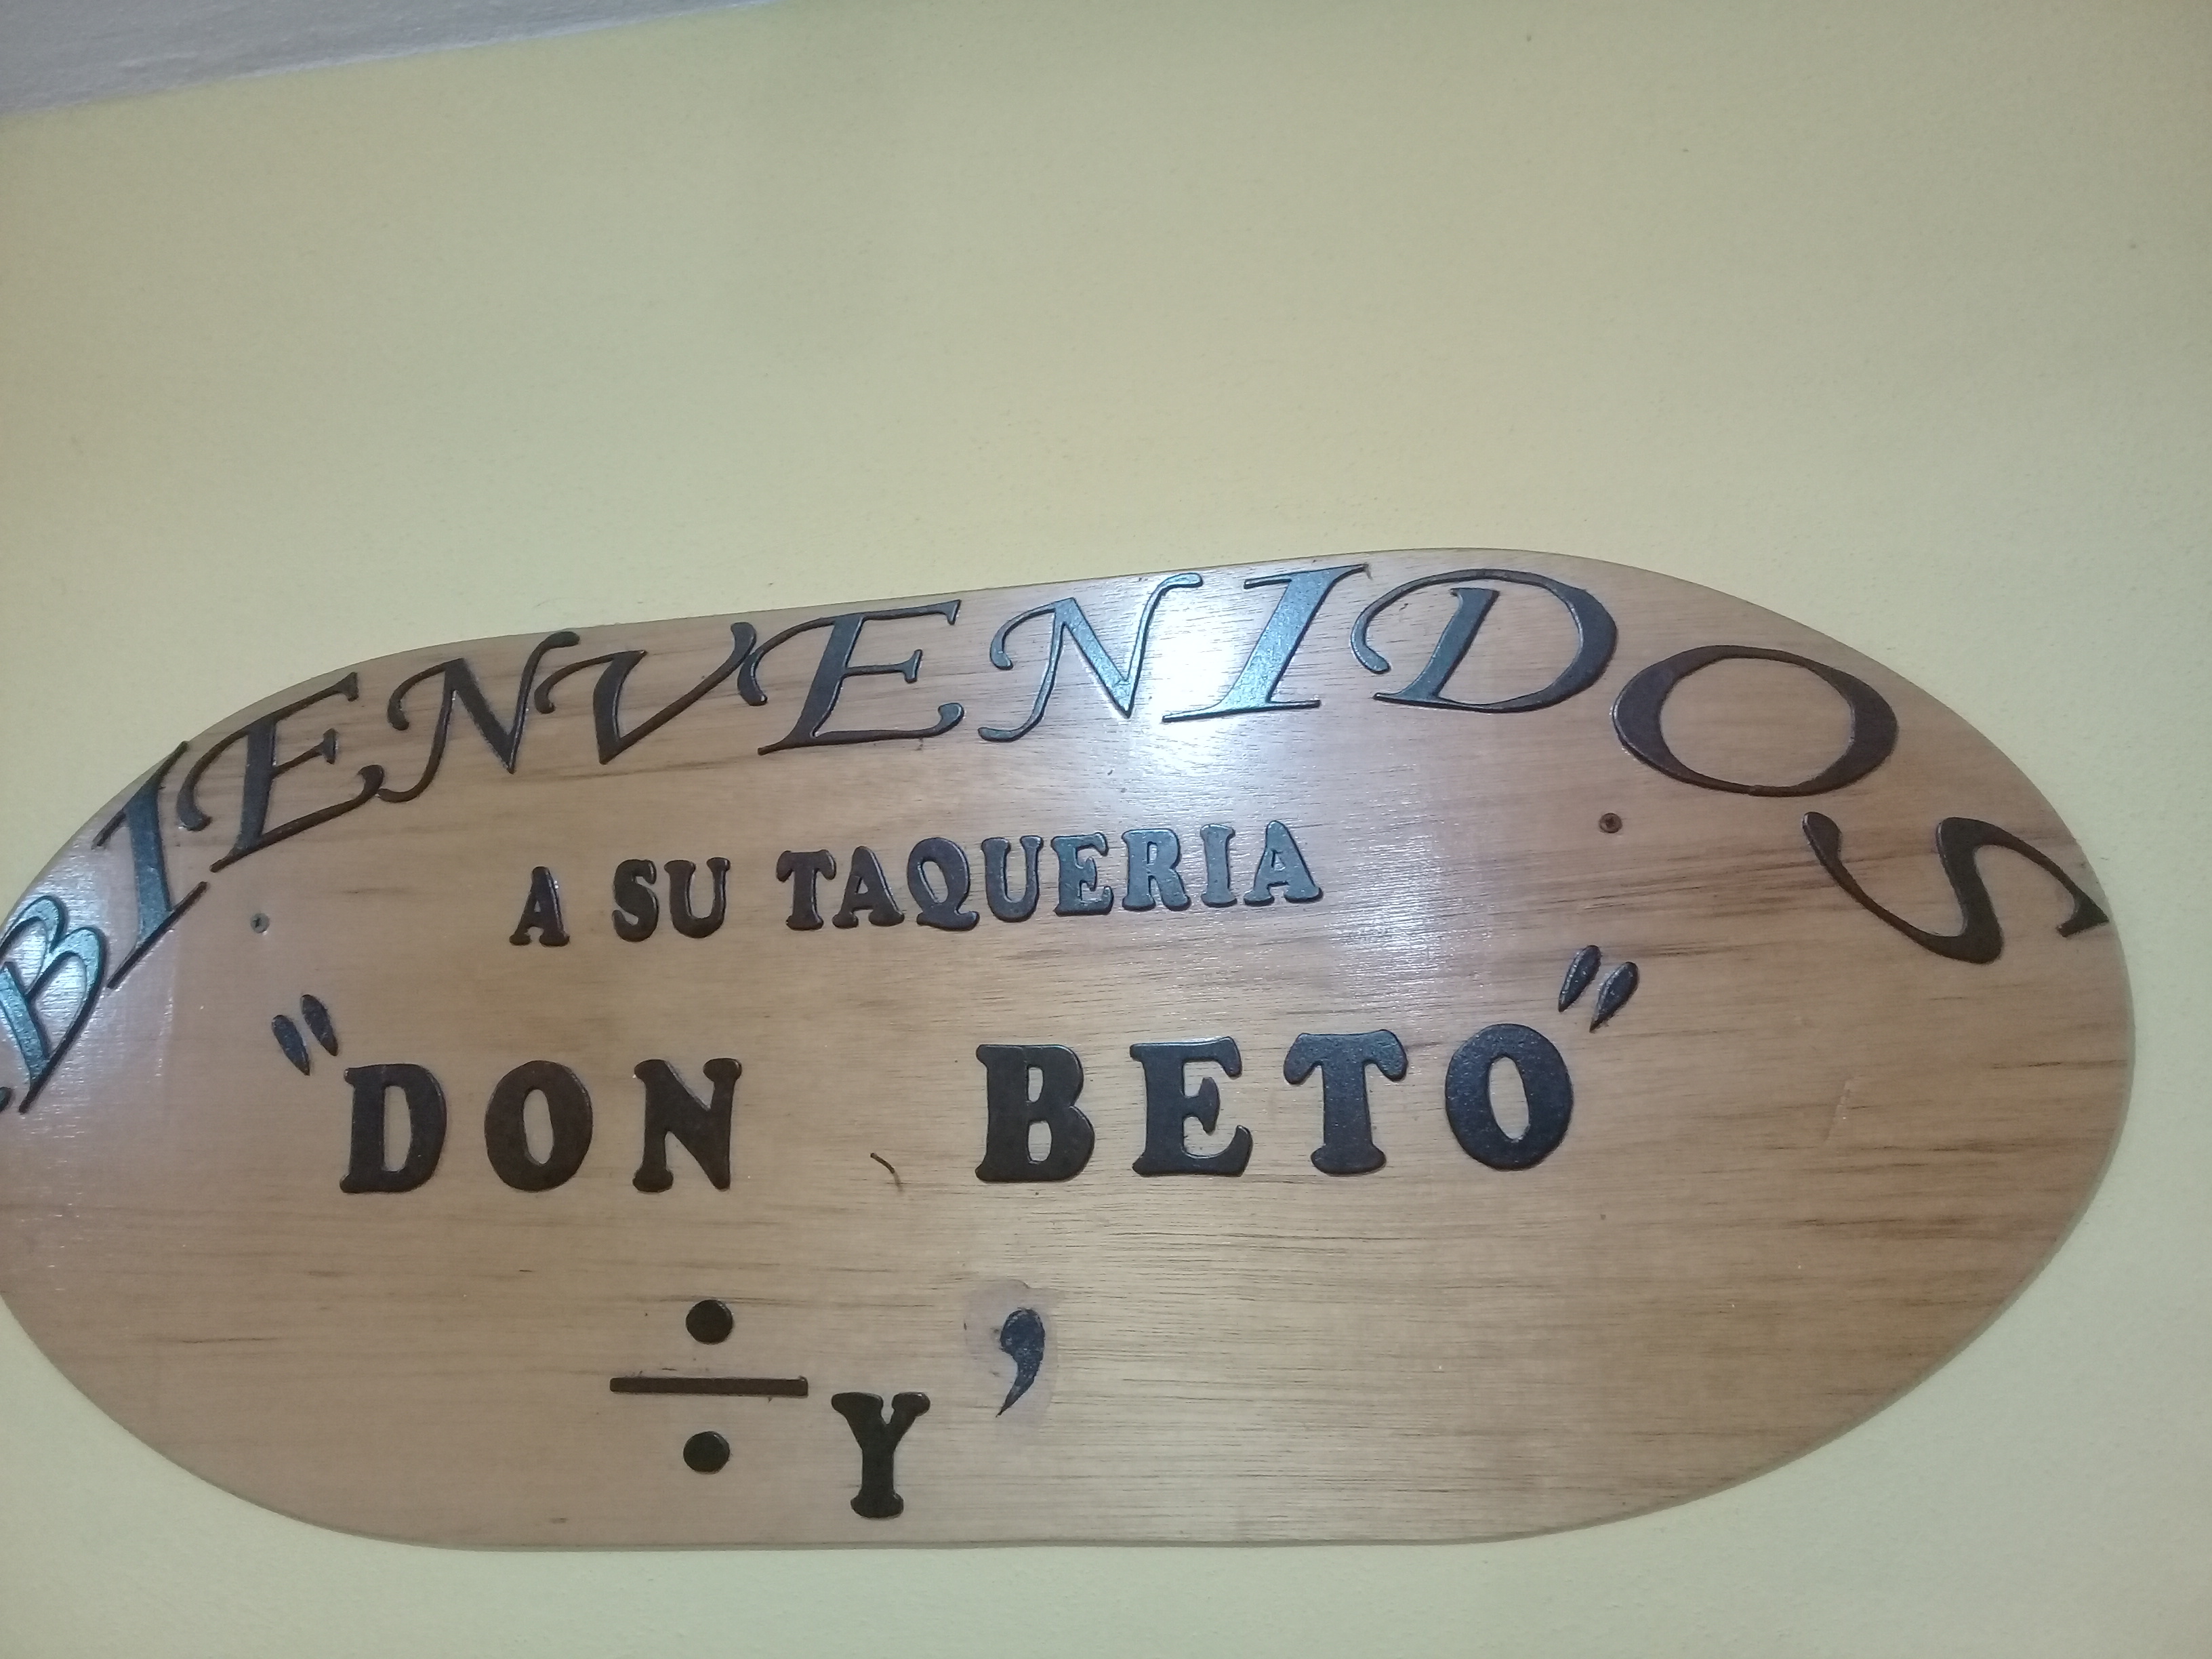 BIENVENIDOS
A SU TAQUERIA
"DON BETO"
÷ Y ,